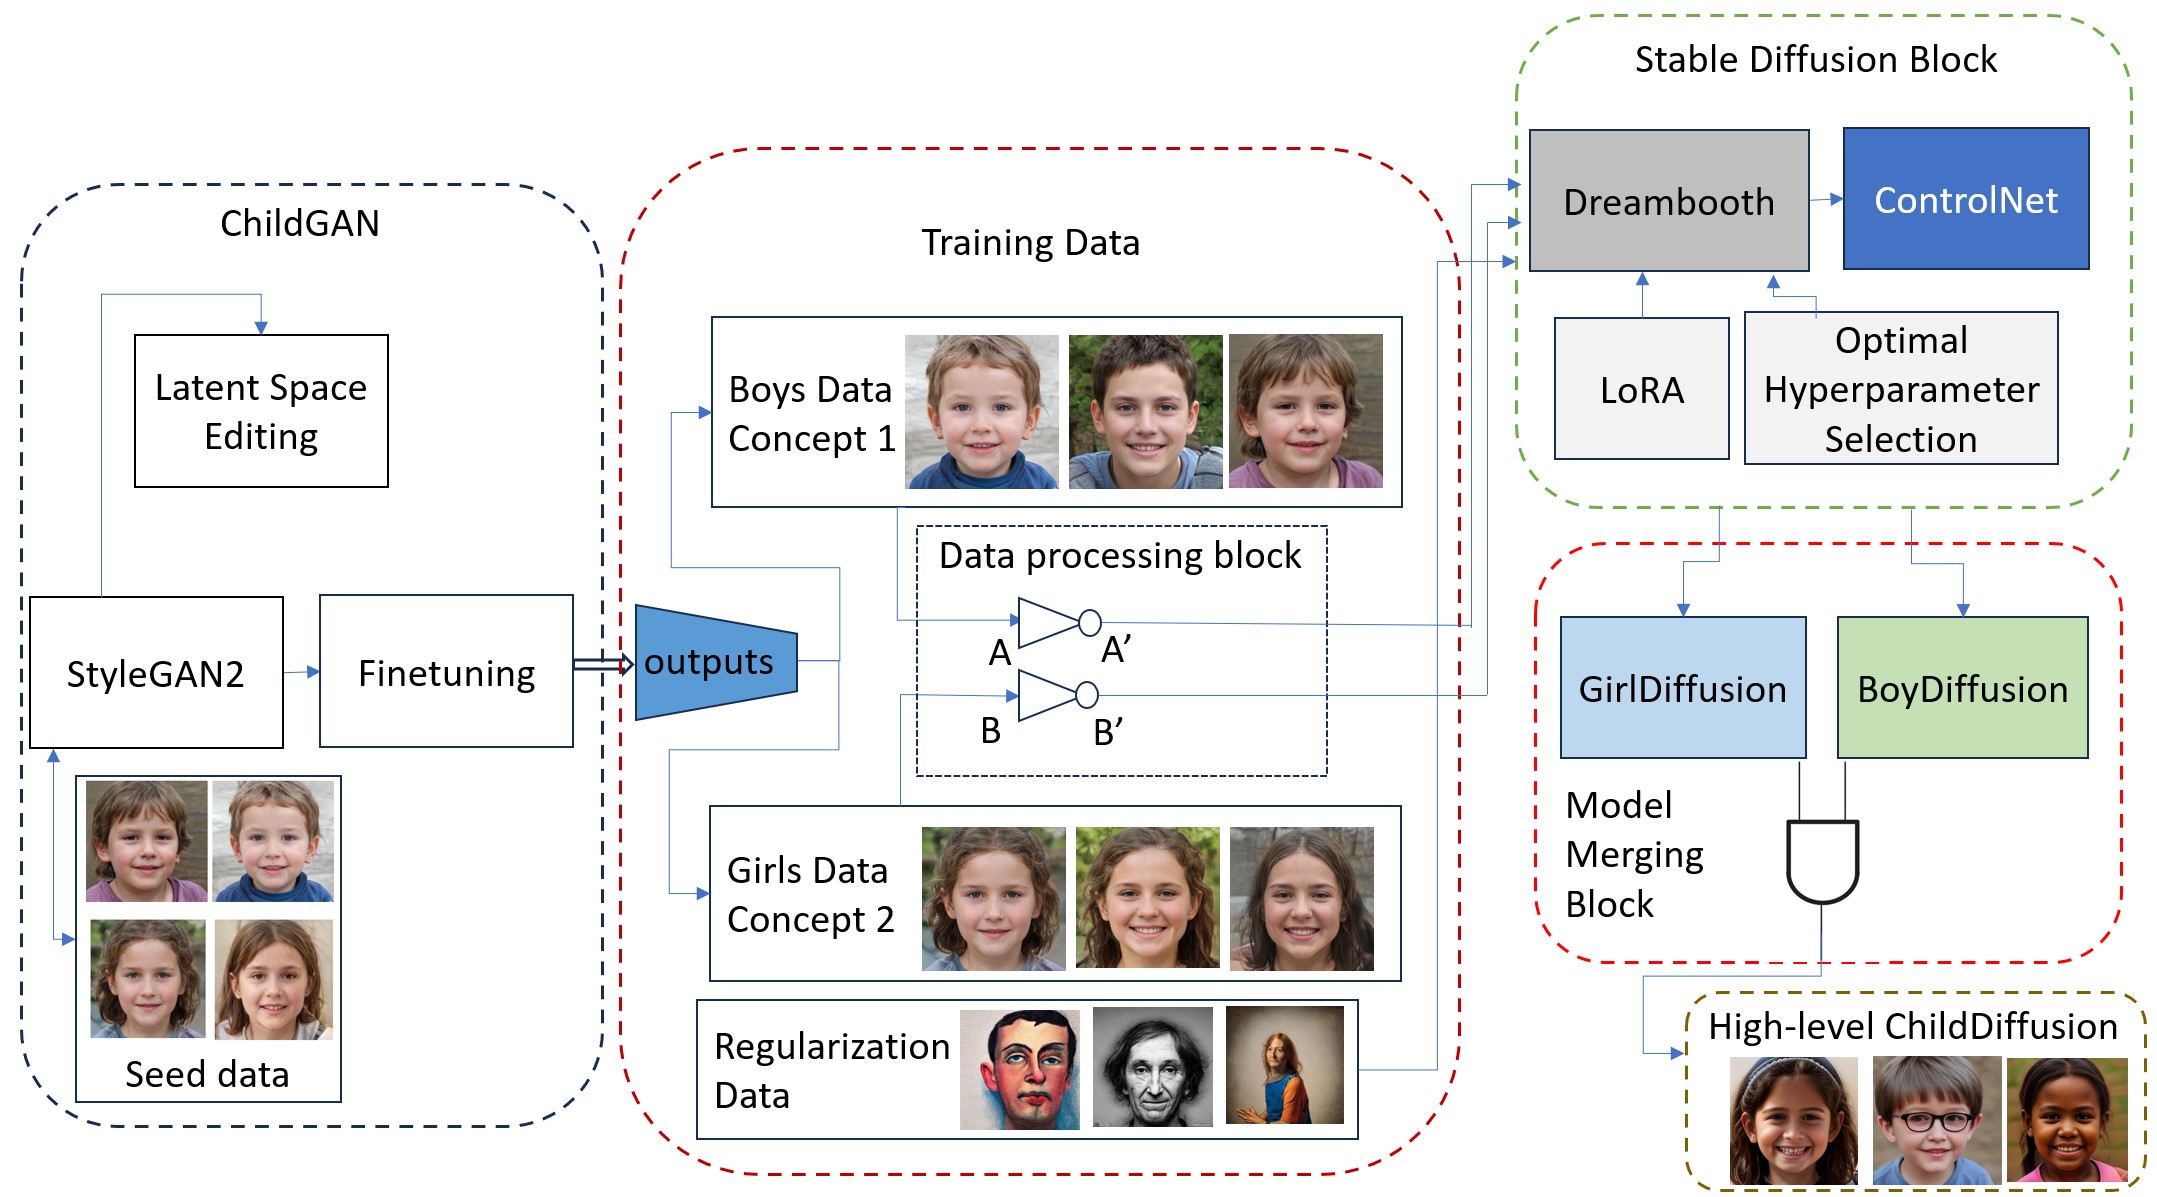 ChildGAN
Latent Space
Editing
StyleGAN2
Finetuning
Seed data
Training Data
outputs
Boys Data
Concept 1
Data processing block
A
A’
B
B’
Girls Data
Concept 2
Regularization
Data
Stable Diffusion Block
Dreambooth
ControlNet
LoRA
Optimal
Hyperparameter
Selection
GirlDiffusion
BoyDiffusion
Model
Merging
Block
High-level ChildDiffusion